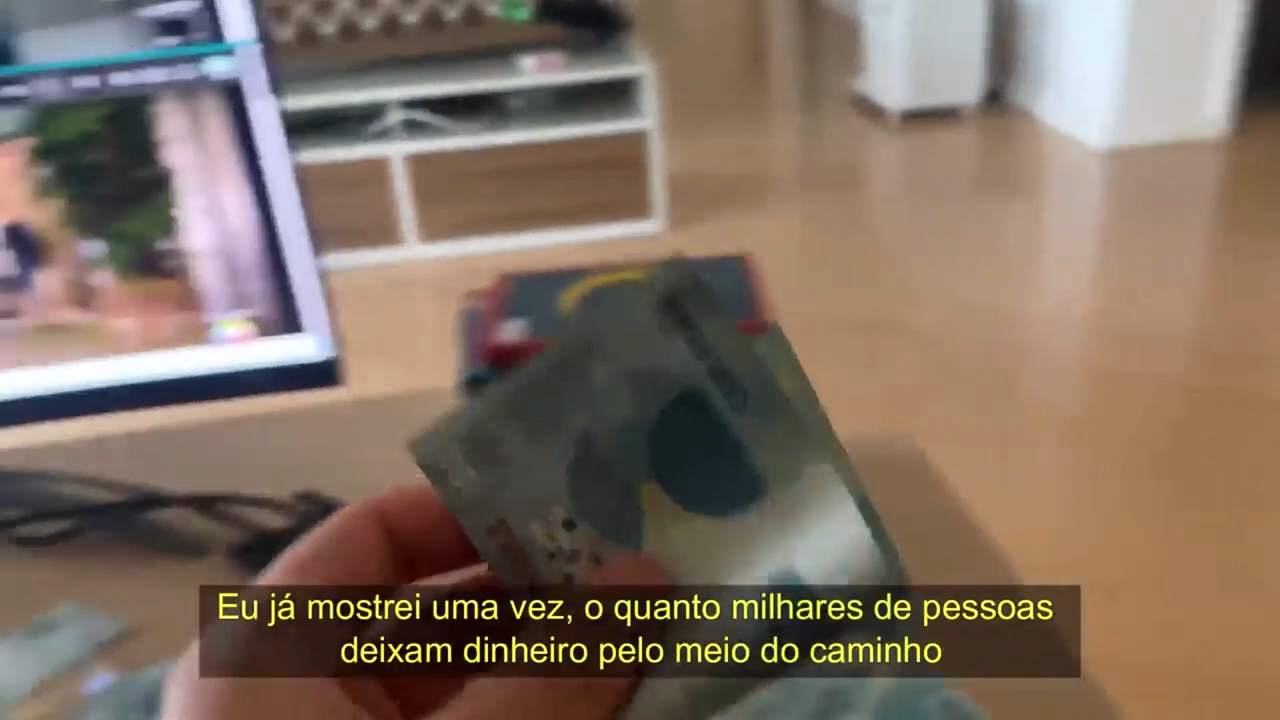 Eu já mostrei uma vez, o quanto milhares de pessoas
deixam dinheiro pelo meio do caminho